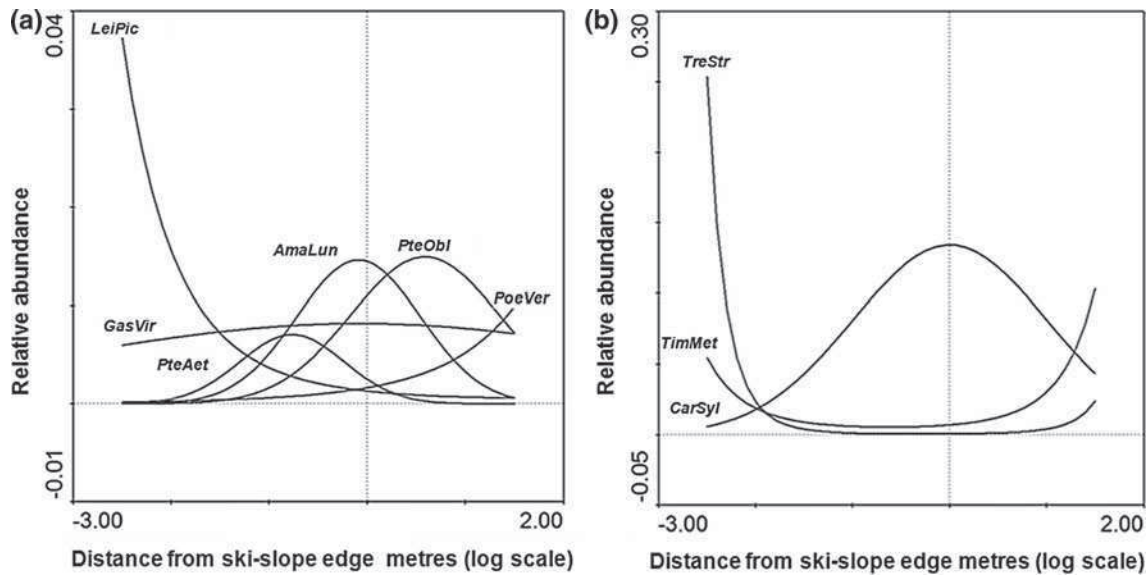 (a)
0.04
LeiPic
AmaLun
PteObl
PoeVer
GasVir
PteAet
Relative abundance
-0.01
-3.00
2.00
Distance from ski-slope edge metres (log scale)
(b)
0.30
TreStr
TimMet
CarSyl
Relative abundance
-0.05
-3.00
2.00
Distance from ski-slope edge metres (log scale)